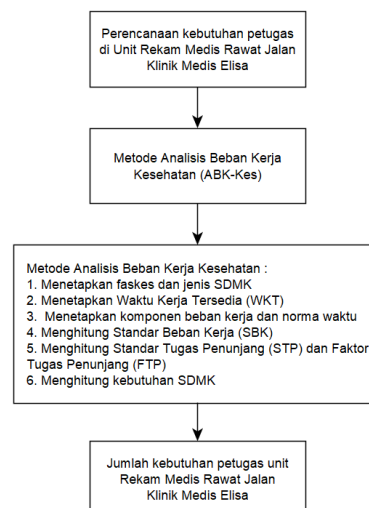 Perencanaan kebutuhan petugas
di Unit Rekam Medis Rawat Jalan
Klinik Medis Elisa
Metode Analisis Beban Kerja
Kesehatan (ABK-Kes)
Metode Analisis Beban Kerja Kesehatan :
1. Menetapkan faskes dan jenis SDMK
2. Menetapkan Waktu Kerja Tersedia (WKT)
3. Menetapkan komponen beban kerja dan norma waktu
4. Menghitung Standar Beban Kerja (SBK)
5. Menghitung Standar Tugas Penunjang (STP) dan Faktor
Tugas Penunjang (FTP)
6. Menghitung kebutuhan SDMK
Jumlah kebutuhan petugas unit
Rekam Medis Rawat Jalan
Klinik Medis Elisa